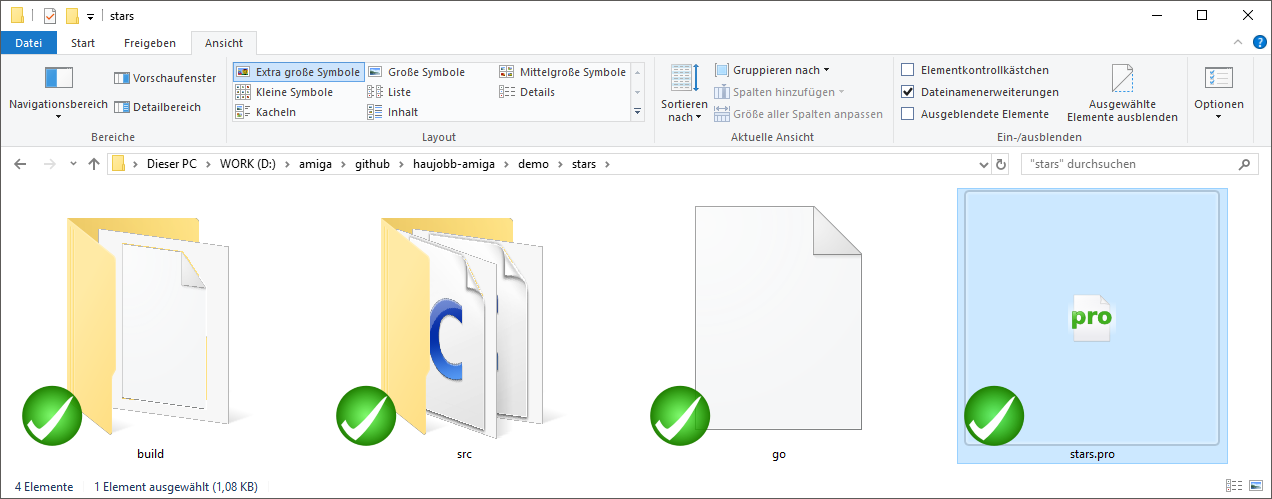 stars
Datei Start Freigeben Ansicht
Navigationsbereich
Vorschaufenster
Detailbereich
Bereiche
Extra große Symbole Große Symbole Mittelgroße Symbole
Kleine Symbole Liste Details
Kacheln Inhalt
Layout
Sortieren
nach
Gruppieren nach
Spalten hinzufügen
Größe aller Spalten anpassen
Aktuelle Ansicht
Elementkontrollkästchen
Dateinamenerweiterungen
Ausgeblendete Elemente
Ausgewählte
Elemente ausblenden
Ein-/ausblenden
Optionen
Dieser PC WORK (D:) amiga github haujobb-amiga demo stars
"stars" durchsuchen
C
pro
build src go stars.pro
4 Elemente 1 Element ausgewählt (1,08 KB)